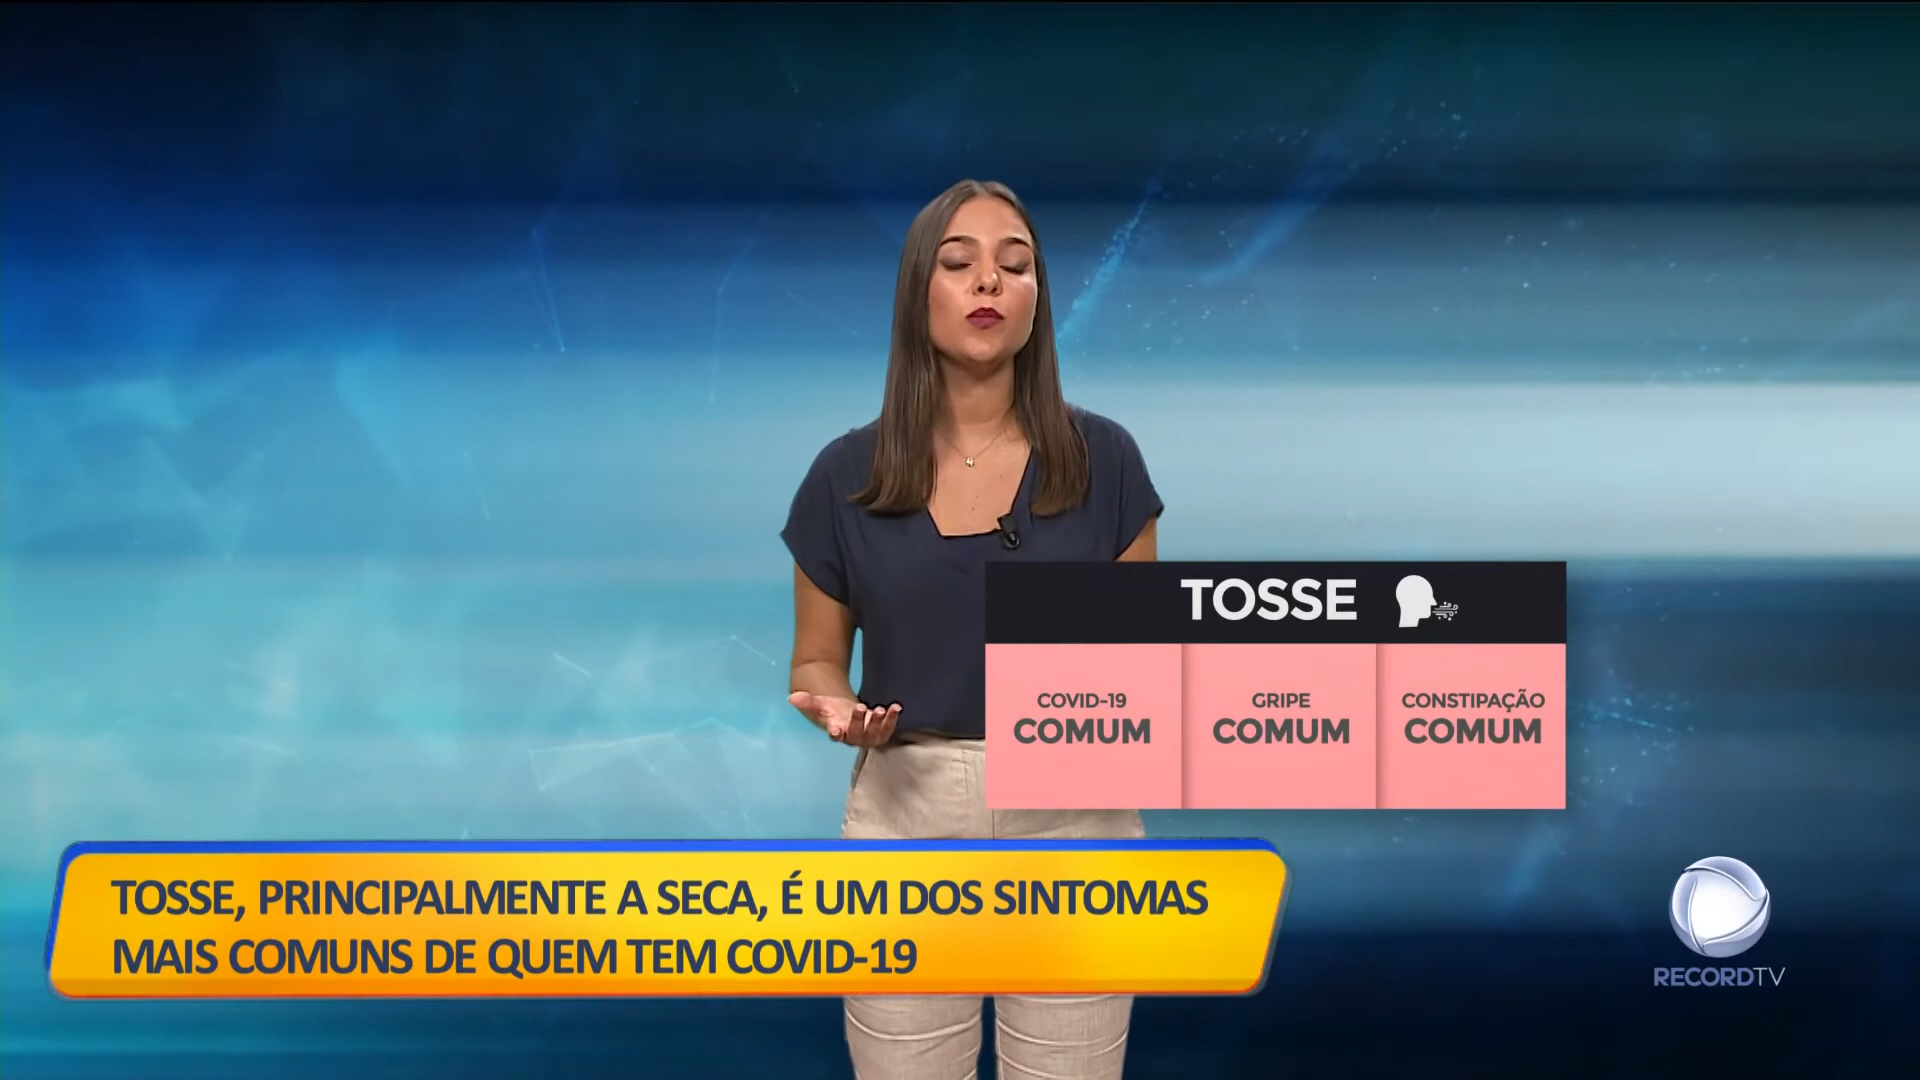 TOSSE
COVID-19
COMUM
GRIPE
COMUM
CONSTIPAÇÃO
COMUM
TOSSE, PRINCIPALMENTE A SECA, É UM DOS SINTOMAS
MAIS COMUNS DE QUEM TEM COVID-19
RECORDTV